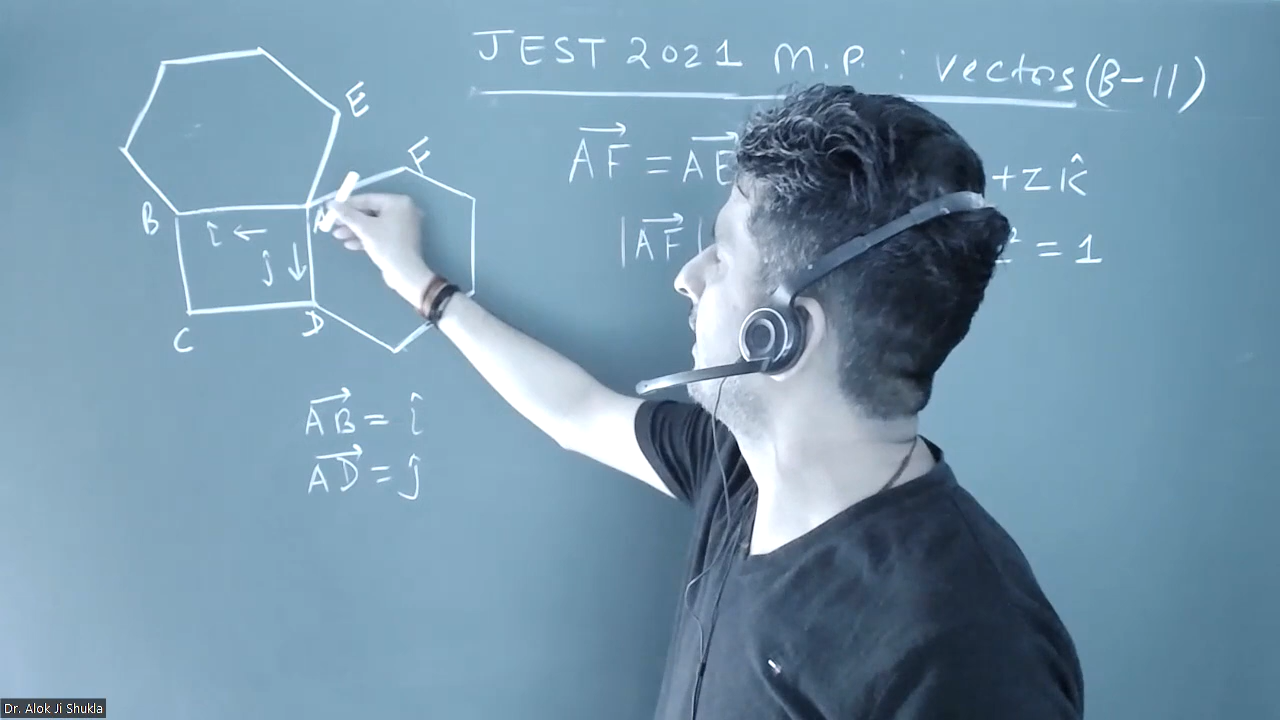 JEST 2021 M.P. : Vectors (B-11)
E
F
AF = AE
+ z k̂
B
î ←
|AF|
= 1
ĵ ↓
C
D
AB = î
AD = ĵ
Dr. Alok Ji Shukla